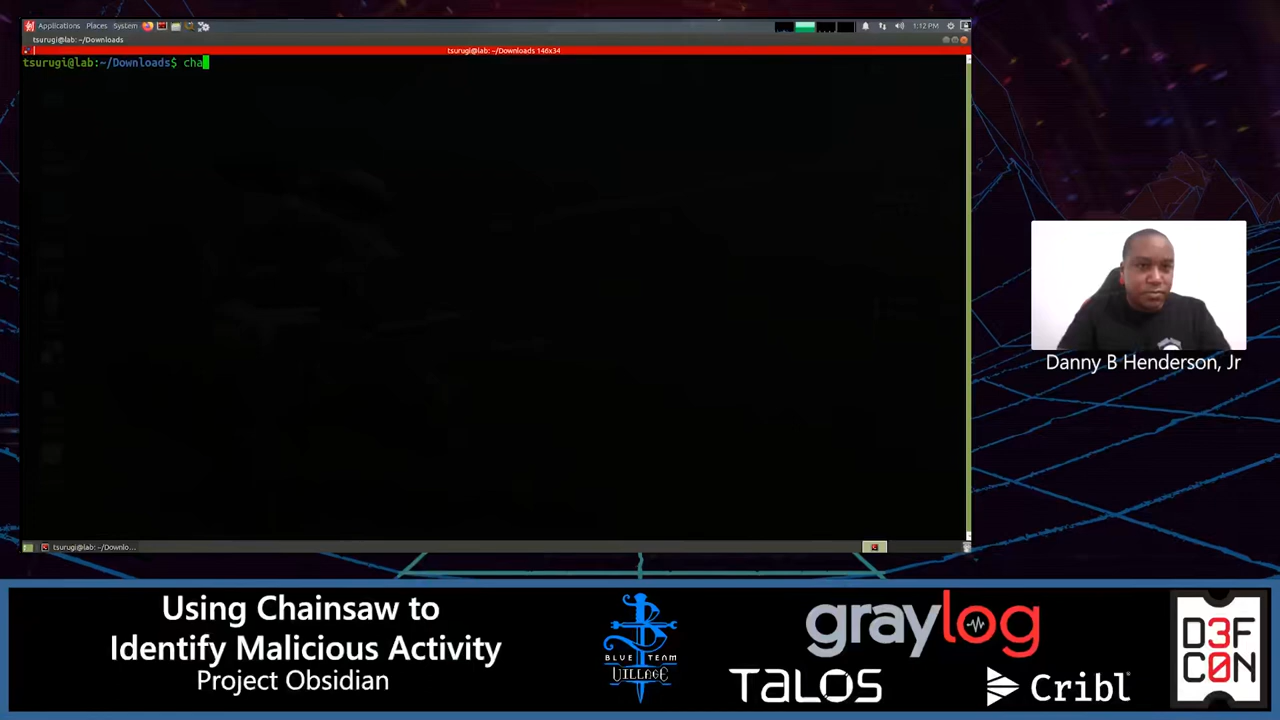 Applications Places System
1:12 PM
tsurugi@lab: ~/Downloads
tsurugi@lab: ~/Downloads 146x34
tsurugi@lab:~/Downloads$ cha
Danny B Henderson, Jr
tsurugi@lab: ~/Downlo...
Using Chainsaw to
Identify Malicious Activity
Project Obsidian
BLUE TEAM
VILLAGE
graylog
TALOS
Cribl
D3F
C0N